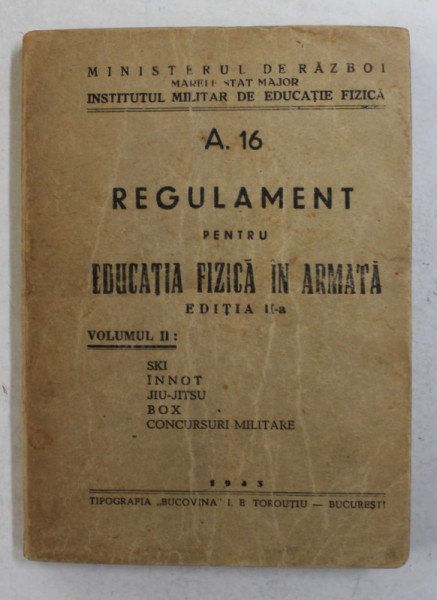 MINISTERUL DE RĂZBOI
MARELE STAT MAJOR
INSTITUTUL MILITAR DE EDUCAȚIE FIZICĂ
A. 16
REGULAMENT
PENTRU
EDUCAȚIA FIZICĂ IN ARMATĂ
EDIȚIA II-a
VOLUMUL II :
SKI
ÎNNOT
JIU-JITSU
BOX
CONCURSURI MILITARE
1943
TIPOGRAFIA „BUCOVINA" I. E TOROUȚIU — BUCUREȘTI